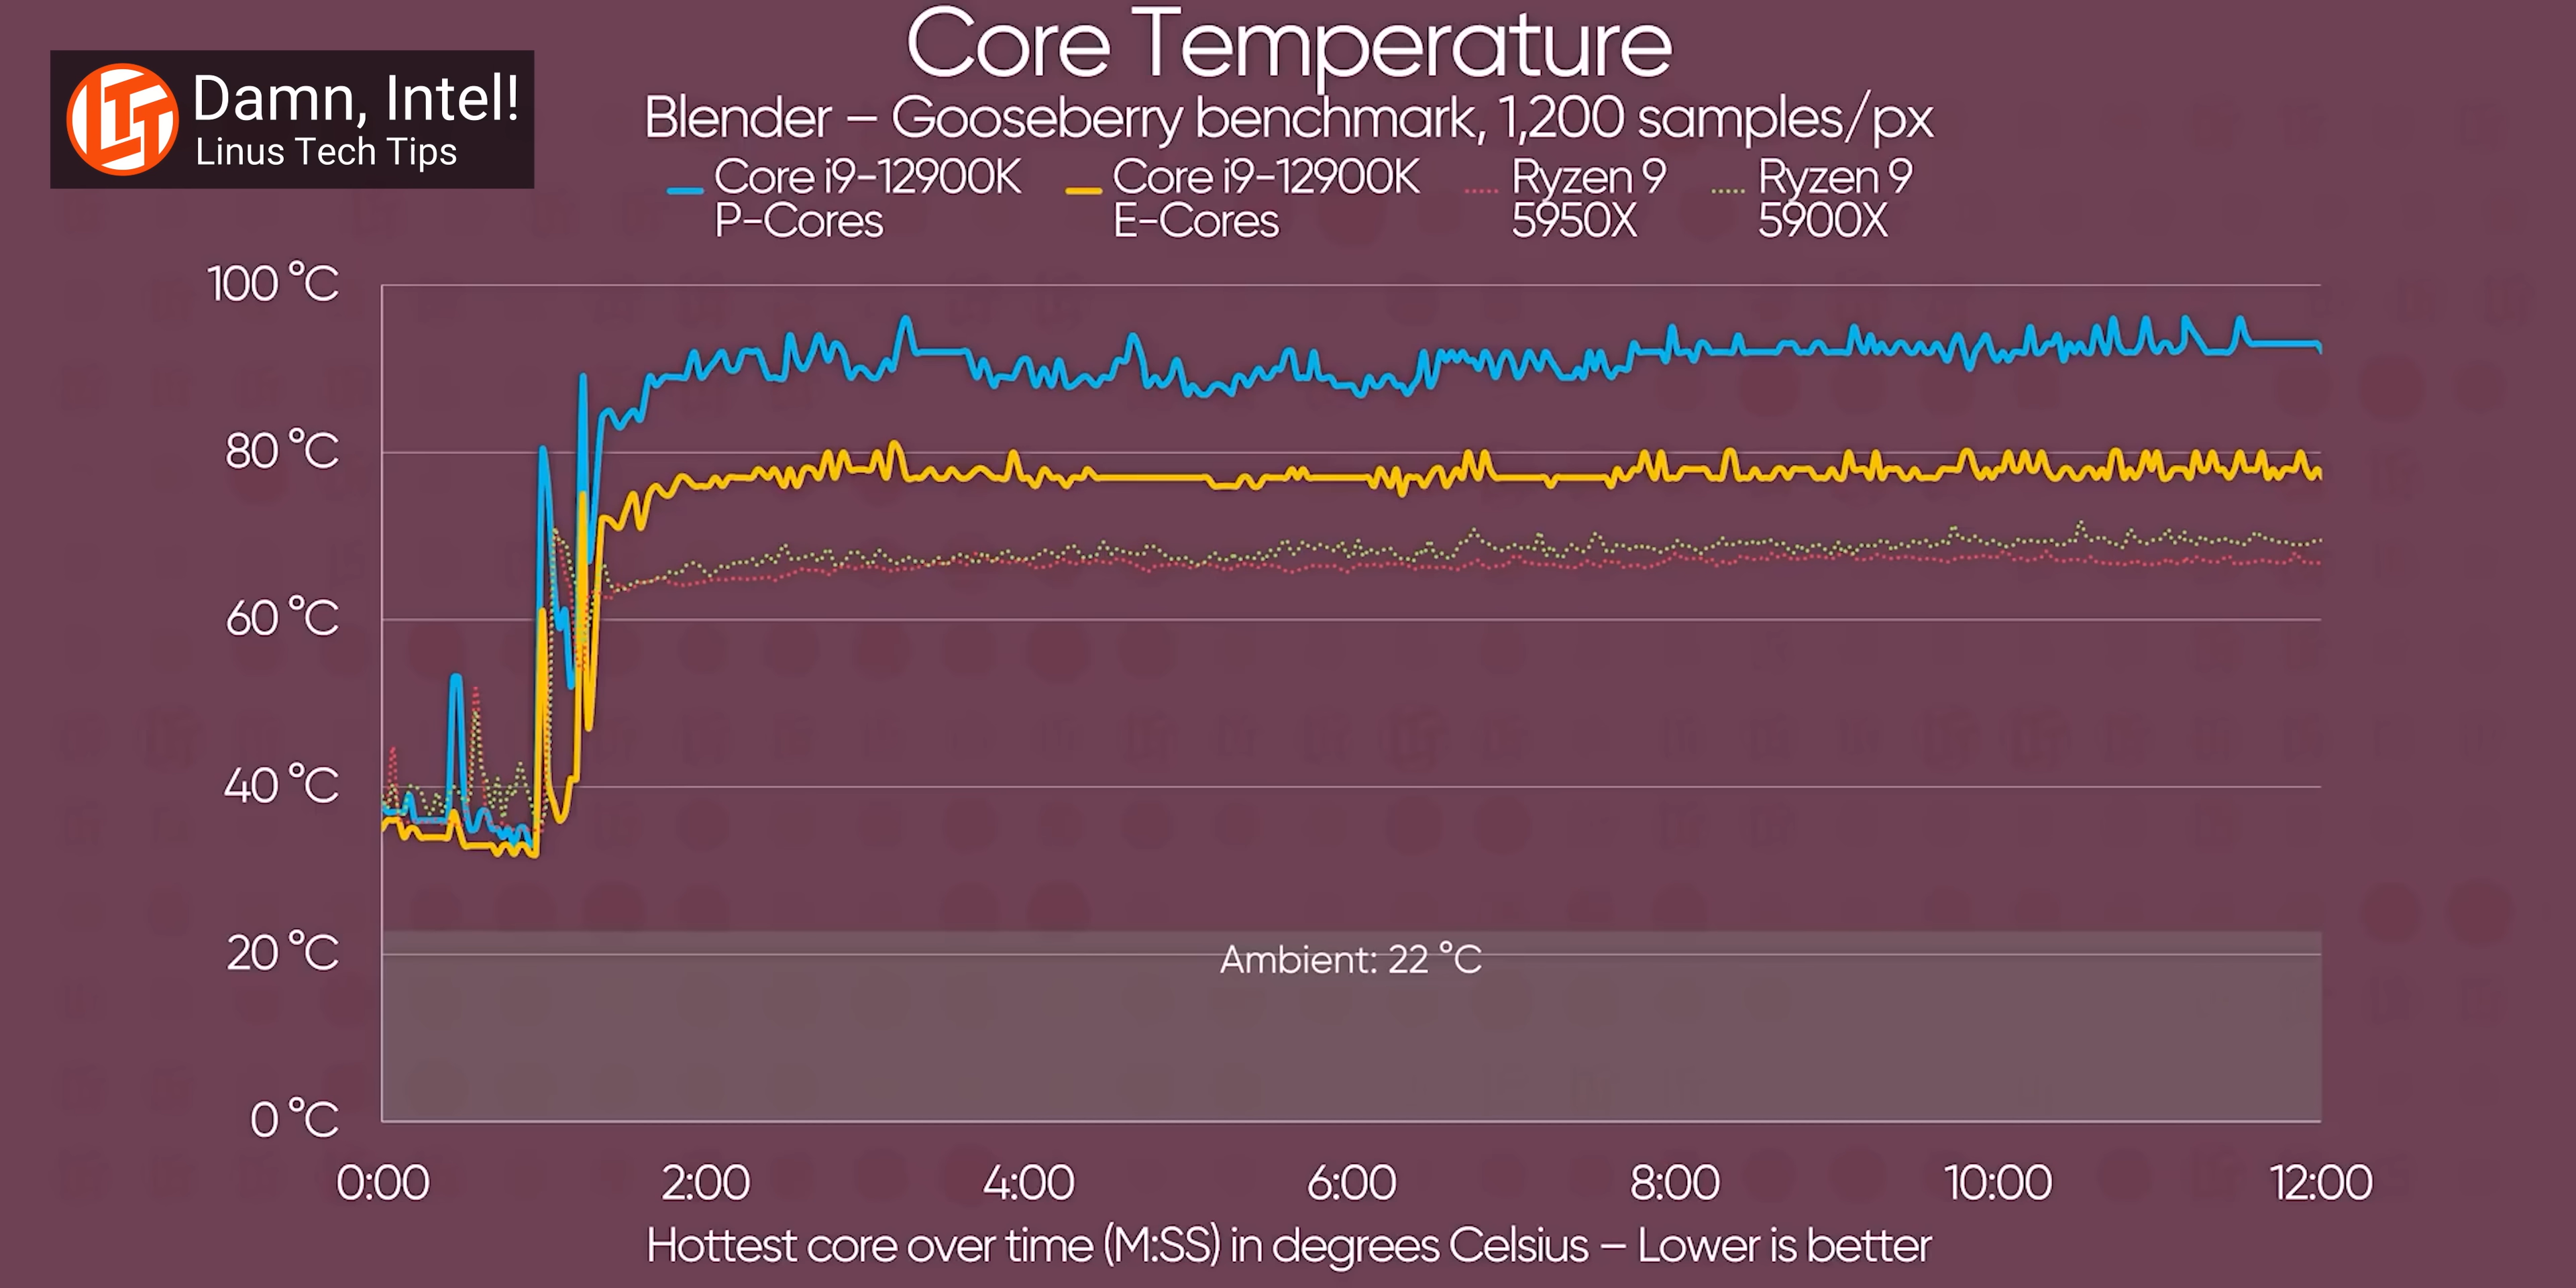 Core Temperature
Damn, Intel!
Linus Tech Tips
Blender – Gooseberry benchmark, 1,200 samples/px
Core i9-12900K
P-Cores
Core i9-12900K
E-Cores
Ryzen 9
5950X
Ryzen 9
5900X
100 °C
80 °C
60 °C
40 °C
20 °C
0 °C
Ambient: 22 °C
0:00 2:00 4:00 6:00 8:00 10:00 12:00
Hottest core over time (M:SS) in degrees Celsius – Lower is better